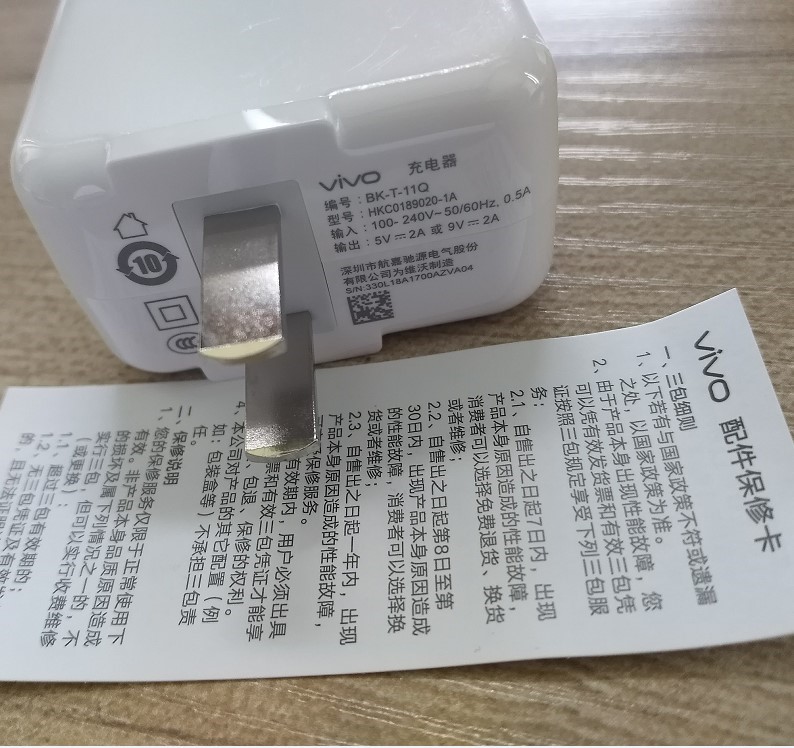 vivo 充电器
编号：BK-T-11Q
型号：HKC0189020-1A
输入：100-240V~50/60Hz, 0.5A
输出：5V⎓2A 或 9V⎓2A
深圳市航嘉驰源电气股份
有限公司为维沃制造
S/N:330L18A1700AZVA04
10
vivo 配件保修卡
一、三包细则
1、以下若有与国家政策不符或遗漏
之处，以国家政策为准。
2、由于产品本身出现性能故障，您
可以凭有效发票和有效三包凭
证按照三包规定享受下列三包服
务：
2.1、自售出之日起7日内，出现
产品本身原因造成的性能故障，
消费者可以选择免费退货、换货
或者维修；
2.2、自售出之日起第8日至第
30日内，出现产品本身原因造成
的性能故障，消费者可以选择换
货或者维修；
2.3、自售出之日起一年内，出现
产品本身原因造成的性能故障，
保修服务。
有效期内，用户必须出具
票和有效三包凭证才能享
、包退、保修的权利。
4、本公司对产品的其它配置（例
如：包装盒等）不承担三包责
任。
二、保修说明
1、您的保修服务仅限于正常使用下
有效。非产品本身品质原因造成
的损坏及属下列情况之一的，不
实行三包；但可以实行收费维修
（或更换）：
1.1、超过三包有效期的；
1.2、无三包凭证及有效
的，且